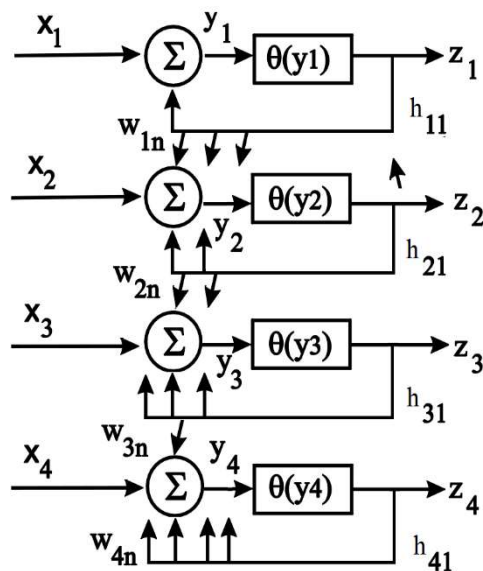 x₁ Σ y₁ θ(y1) z₁
w₁ₙ h₁₁
x₂ Σ y₂ θ(y2) z₂
w₂ₙ h₂₁
x₃ Σ y₃ θ(y3) z₃
w₃ₙ h₃₁
x₄ Σ y₄ θ(y4) z₄
w₄ₙ h₄₁